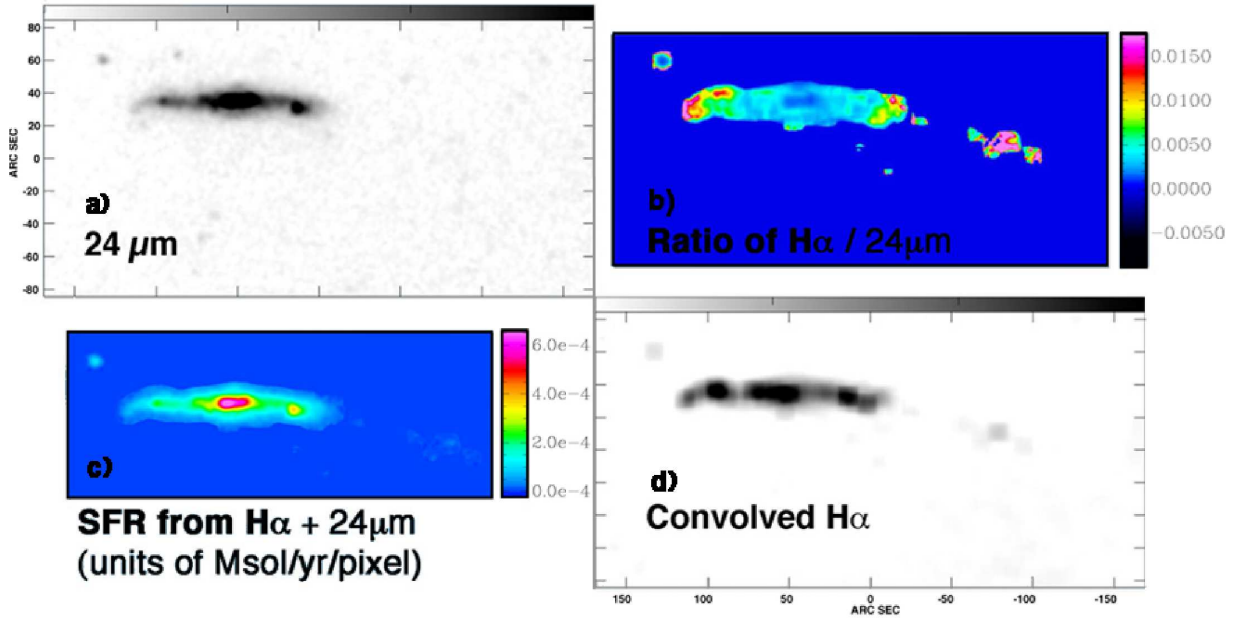 80
60
40
20
0
-20
-40
-60
-80
ARC SEC
a)
24 μm
b)
Ratio of Hα / 24μm
0.0150
0.0100
0.0050
0.0000
−0.0050
c)
6.0e−4
4.0e−4
2.0e−4
0.0e−4
SFR from Hα + 24μm
(units of Msol/yr/pixel)
d)
Convolved Hα
150 100 50 0 -50 -100 -150
ARC SEC